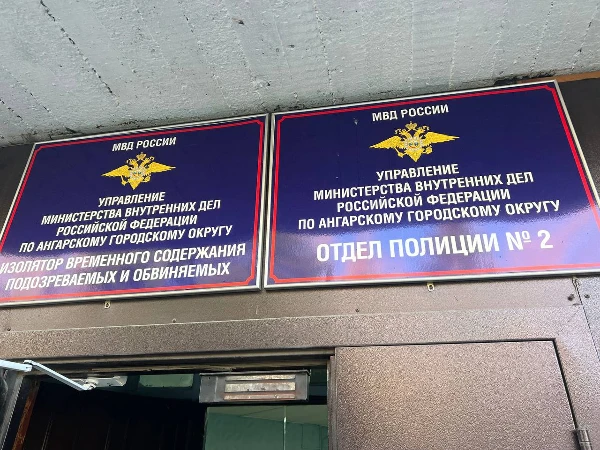 МВД РОССИИ
УПРАВЛЕНИЕ
МИНИСТЕРСТВА ВНУТРЕННИХ ДЕЛ
РОССИЙСКОЙ ФЕДЕРАЦИИ
ПО АНГАРСКОМУ ГОРОДСКОМУ ОКРУГУ
ИЗОЛЯТОР ВРЕМЕННОГО СОДЕРЖАНИЯ
ПОДОЗРЕВАЕМЫХ И ОБВИНЯЕМЫХ
МВД РОССИИ
УПРАВЛЕНИЕ
МИНИСТЕРСТВА ВНУТРЕННИХ ДЕЛ
РОССИЙСКОЙ ФЕДЕРАЦИИ
ПО АНГАРСКОМУ ГОРОДСКОМУ ОКРУГУ
ОТДЕЛ ПОЛИЦИИ № 2